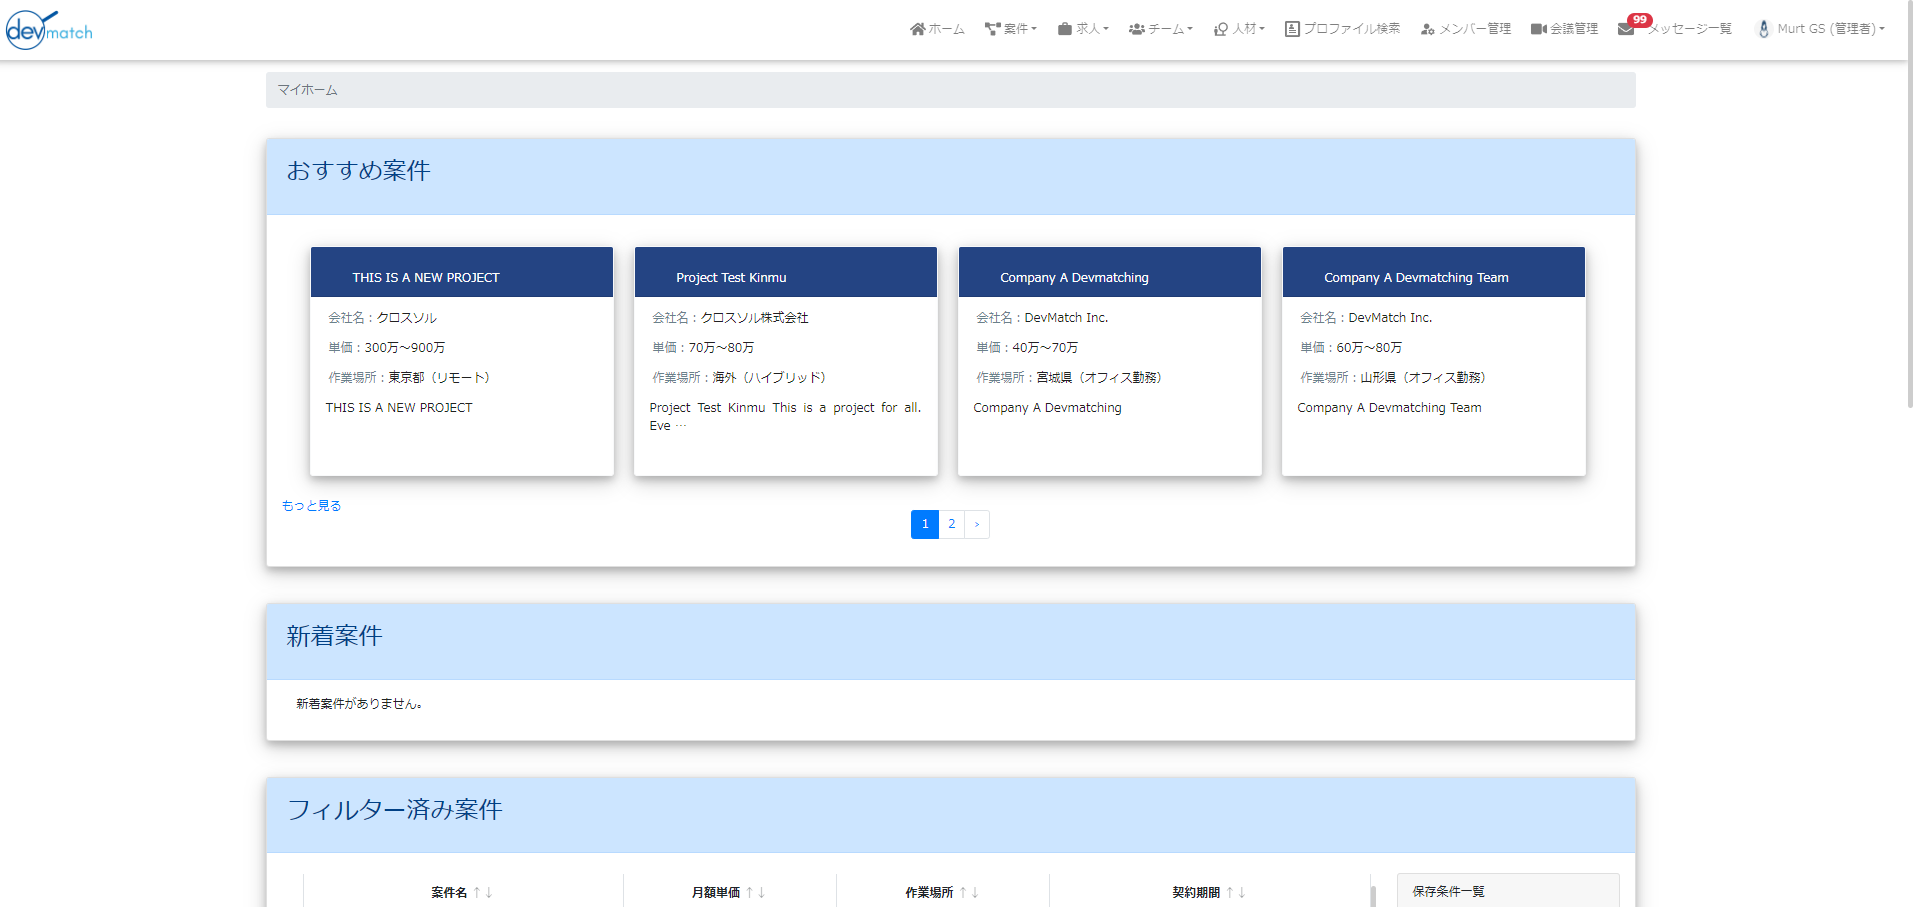 devmatch
ホーム 案件 求人 チーム 人材 プロファイル検索 メンバー管理 会議管理 99 メッセージ一覧 Murt GS (管理者)
マイホーム
おすすめ案件
THIS IS A NEW PROJECT
会社名：クロスソル
単価：300万〜900万
作業場所：東京都（リモート）
THIS IS A NEW PROJECT
Project Test Kinmu
会社名：クロスソル株式会社
単価：70万〜80万
作業場所：海外（ハイブリッド）
Project Test Kinmu This is a project for all.
Eve …
Company A Devmatching
会社名：DevMatch Inc.
単価：40万〜70万
作業場所：宮城県（オフィス勤務）
Company A Devmatching
Company A Devmatching Team
会社名：DevMatch Inc.
単価：60万〜80万
作業場所：山形県（オフィス勤務）
Company A Devmatching Team
もっと見る
1 2 ›
新着案件
新着案件がありません。
フィルター済み案件
案件名 ↑↓ 月額単価 ↑↓ 作業場所 ↑↓ 契約期間 ↑↓ 保存条件一覧